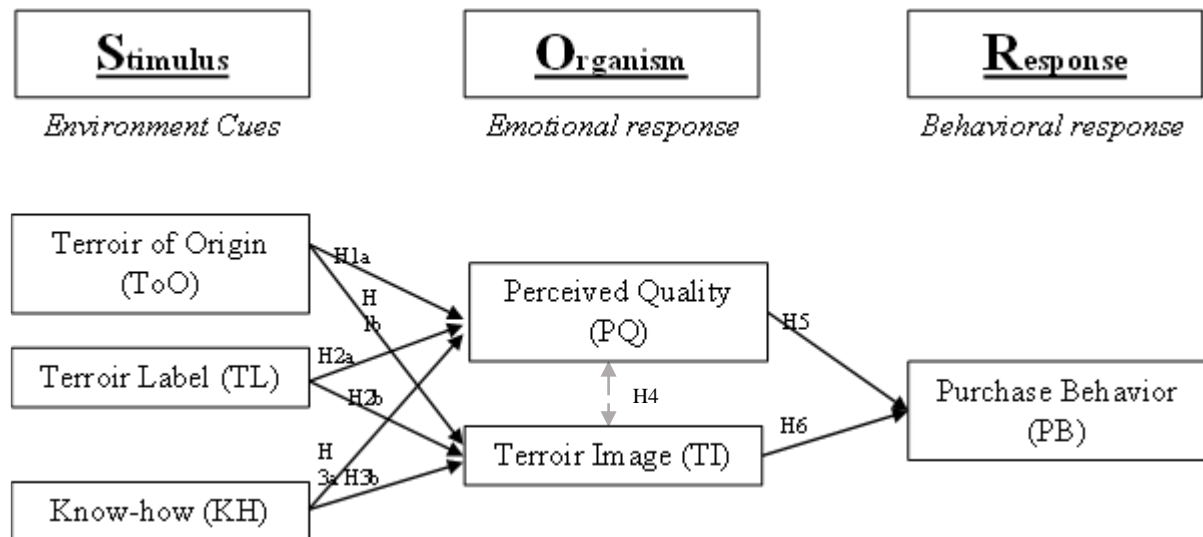 Stimulus
Organism
Response
Environment Cues
Emotional response
Behavioral response
Terroir of Origin
(ToO)
H1a
H
1b
Perceived Quality
(PQ)
H5
Terroir Label (TL)
H2a
H2b
H4
Purchase Behavior
(PB)
H6
Terroir Image (TI)
H
3a H3b
Know-how (KH)